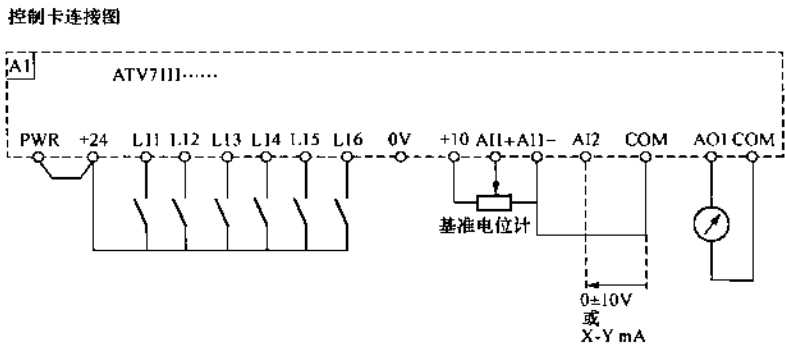 控制卡连接图
A1
ATV71H······
PWR +24 LI1 LI2 LI3 LI4 LI5 LI6 0V +10 AI1+ AI1- AI2 COM AO1 COM
基准电位计
0±10V
或
X-Y mA